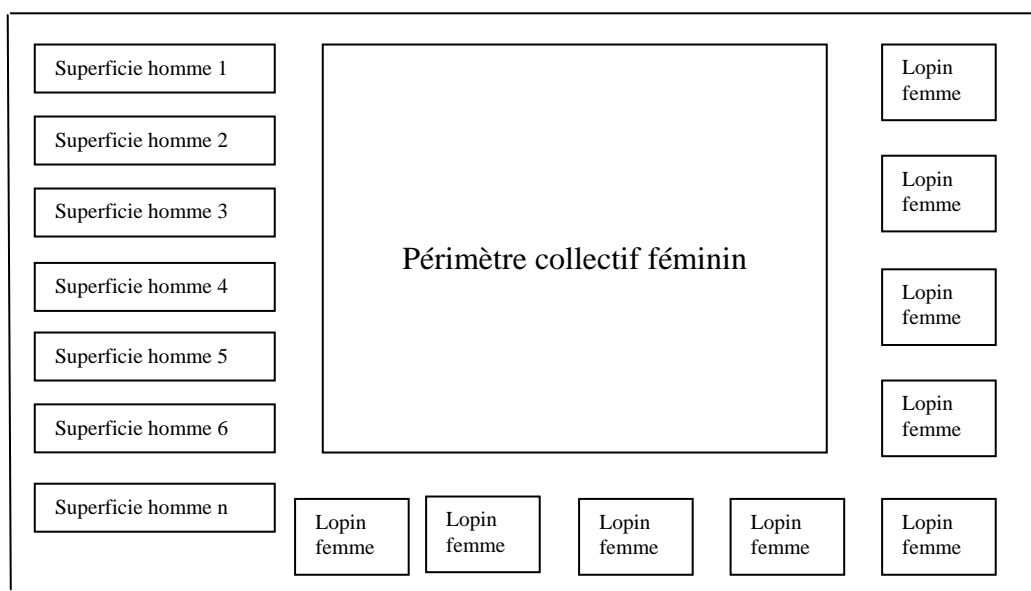 Superficie homme 1
Superficie homme 2
Superficie homme 3
Superficie homme 4
Superficie homme 5
Superficie homme 6
Superficie homme n
Périmètre collectif féminin
Lopin
femme
Lopin
femme
Lopin
femme
Lopin
femme
Lopin
femme
Lopin
femme
Lopin
femme
Lopin
femme
Lopin
femme